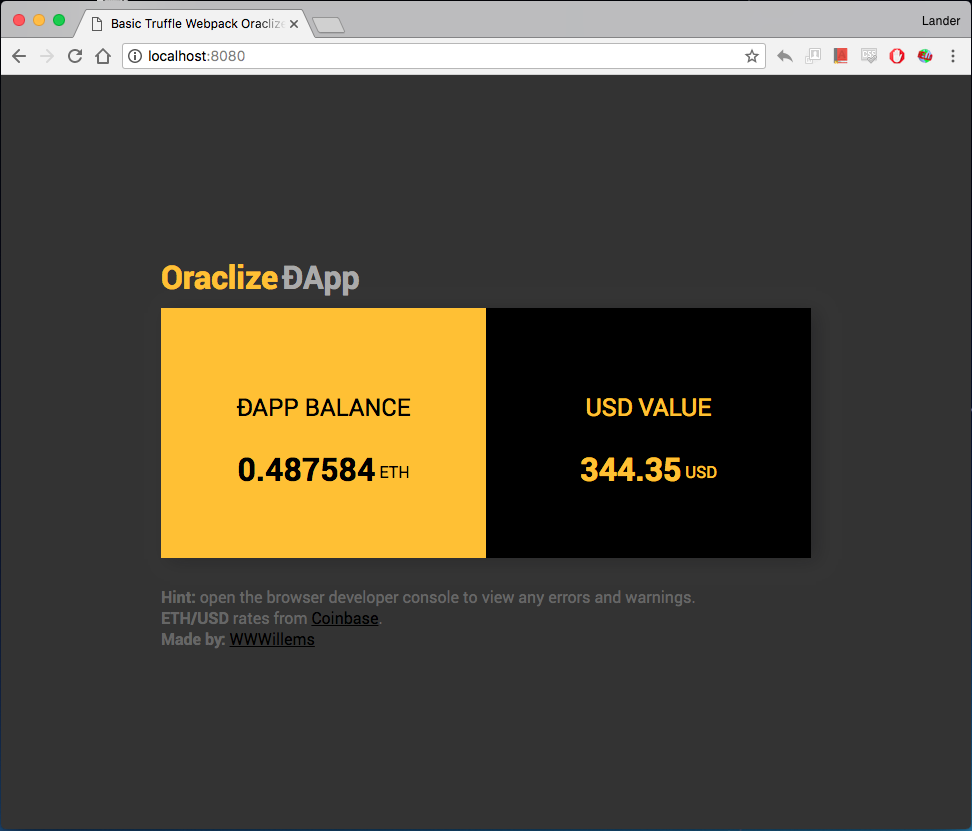 Basic Truffle Webpack Oraclize
Lander
localhost:8080
Oraclize ĐApp
ĐAPP BALANCE
0.487584 ETH
USD VALUE
344.35 USD
Hint: open the browser developer console to view any errors and warnings.
ETH/USD rates from Coinbase.
Made by: WWWillems